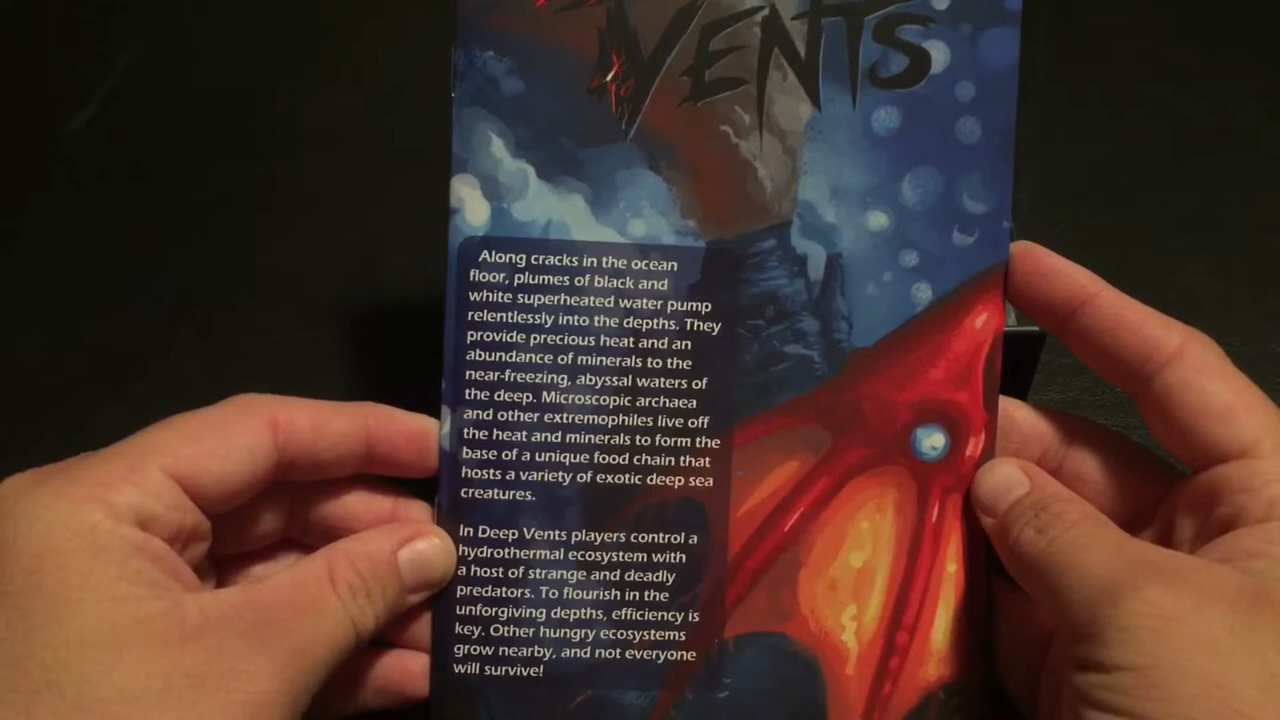 VENTS
Along cracks in the ocean
floor, plumes of black and
white superheated water pump
relentlessly into the depths. They
provide precious heat and an
abundance of minerals to the
near-freezing, abyssal waters of
the deep. Microscopic archaea
and other extremophiles live off
the heat and minerals to form the
base of a unique food chain that
hosts a variety of exotic deep sea
creatures.
In Deep Vents players control a
hydrothermal ecosystem with
a host of strange and deadly
predators. To flourish in the
unforgiving depths, efficiency is
key. Other hungry ecosystems
grow nearby, and not everyone
will survive!